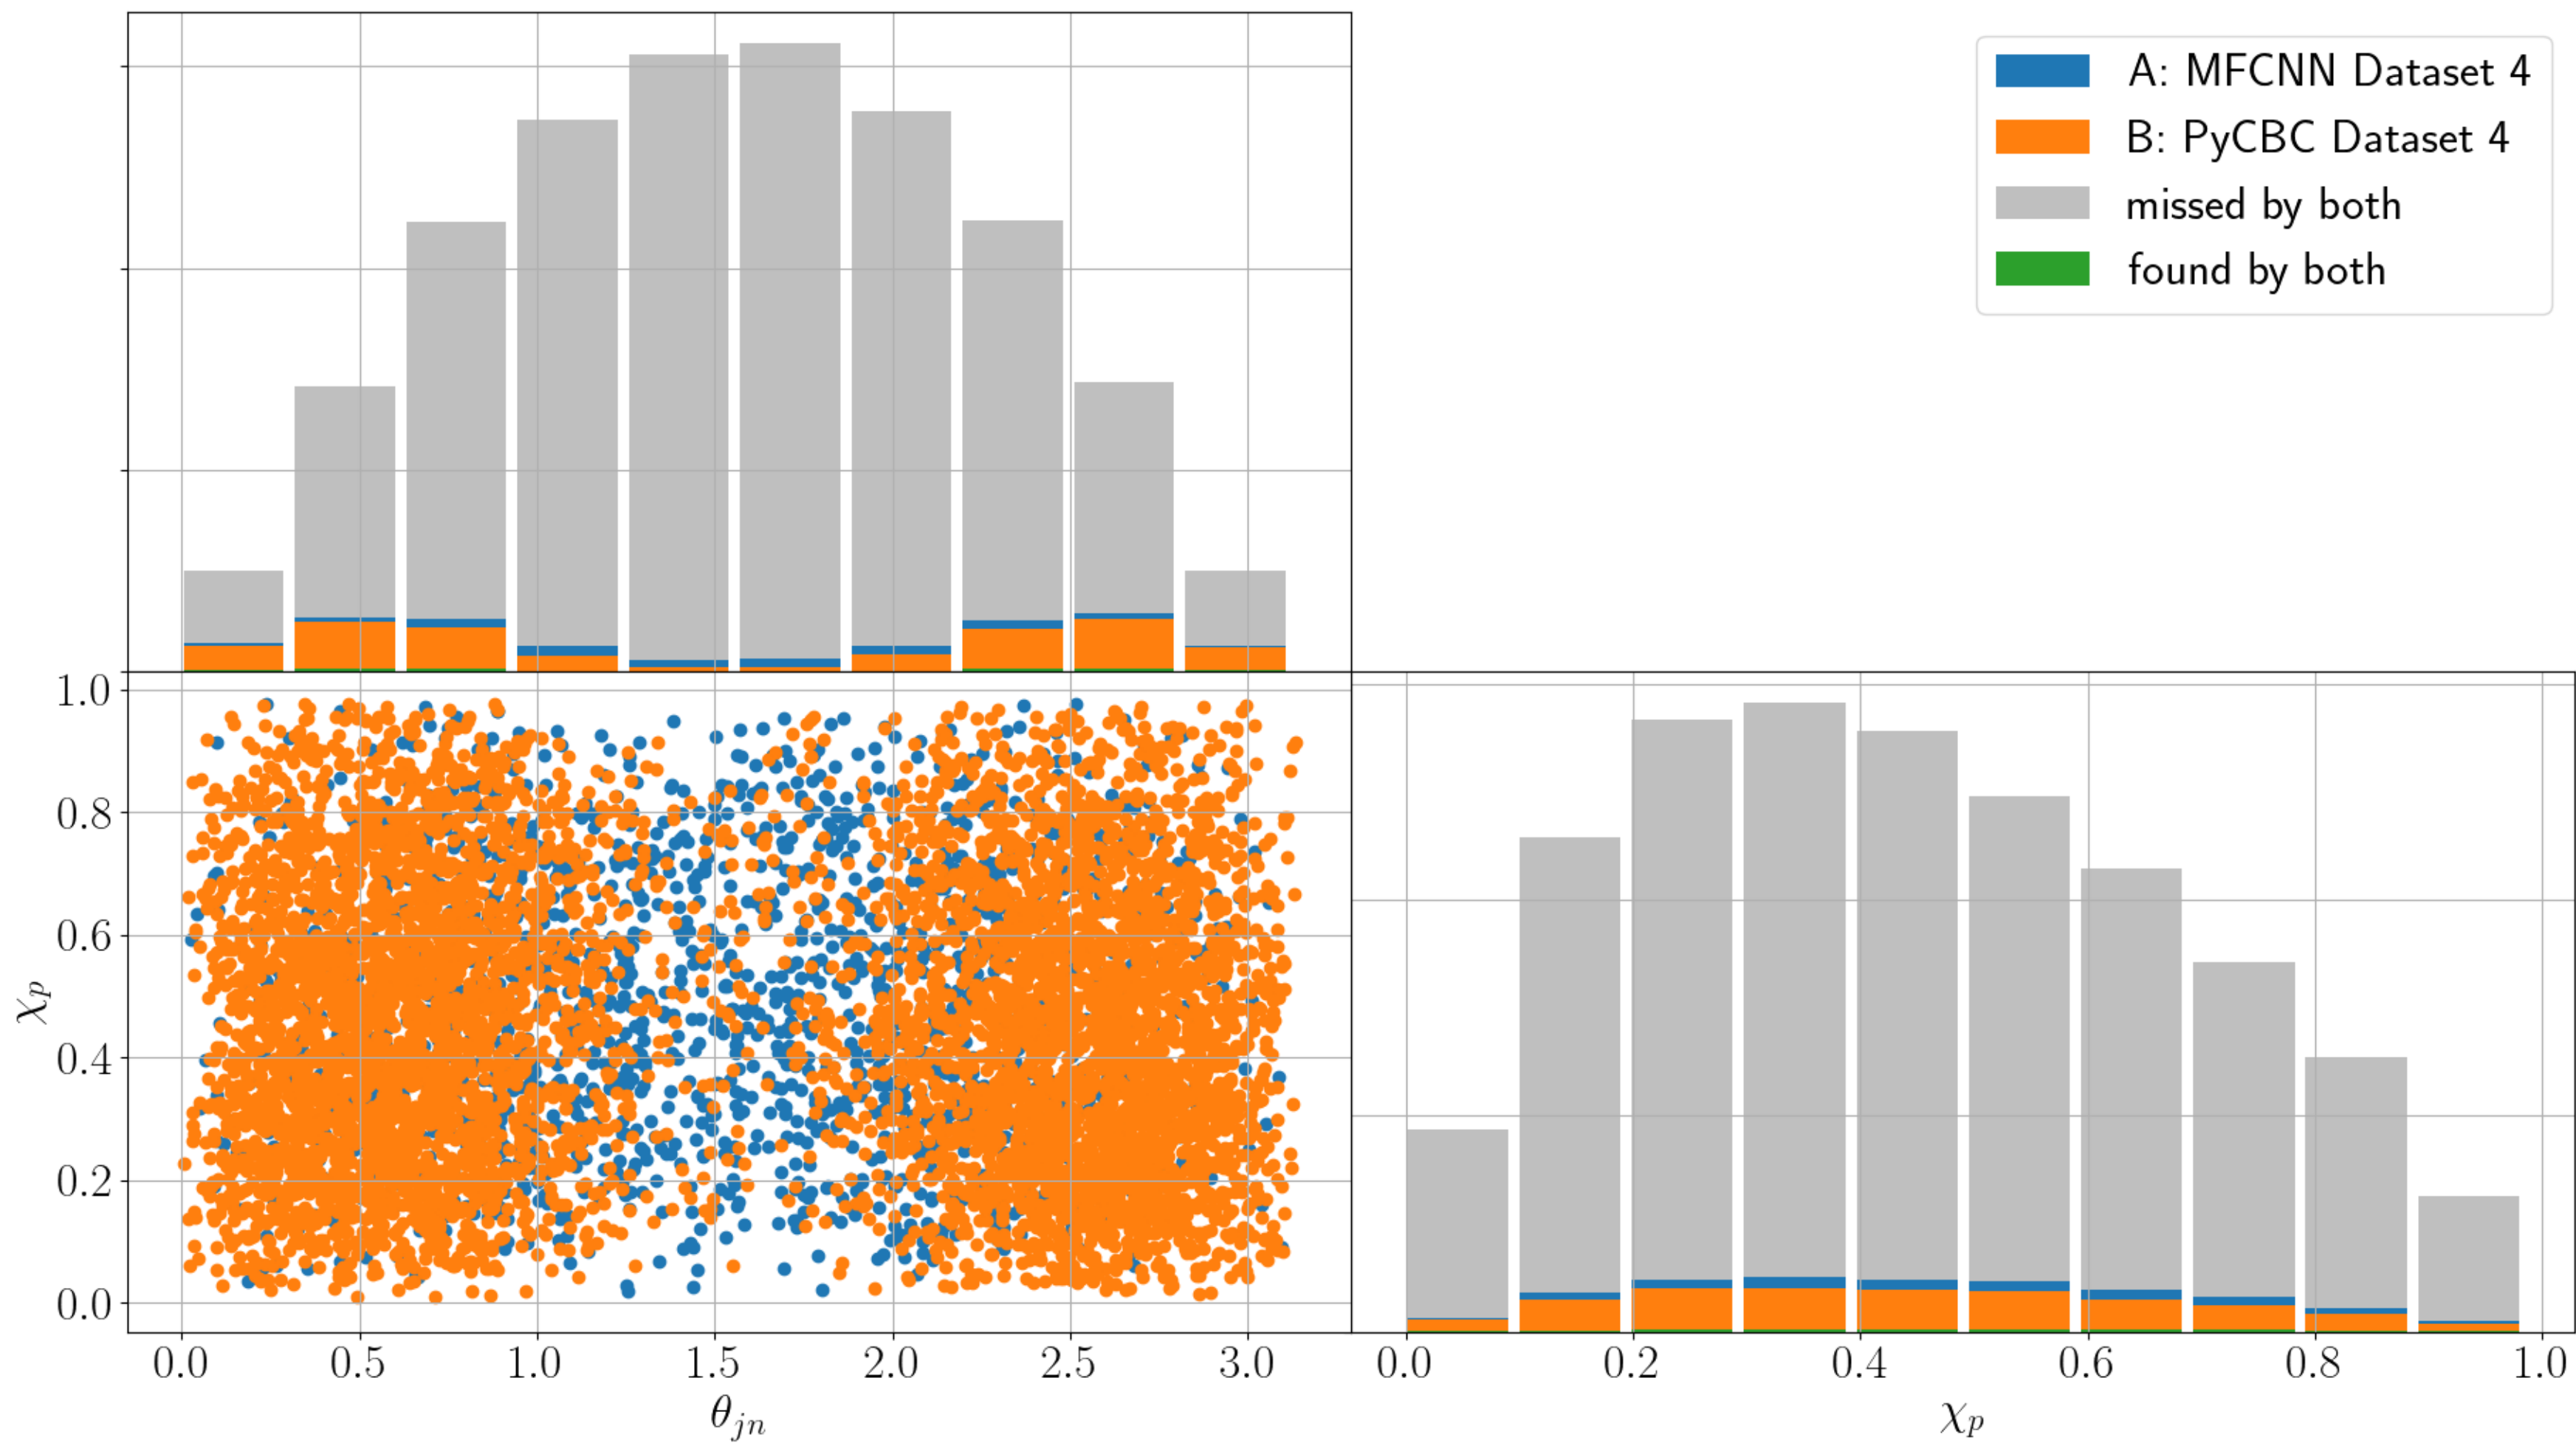 A: MFCNN Dataset 4
B: PyCBC Dataset 4
missed by both
found by both
1.0
0.8
0.6
0.4
0.2
0.0
χp
0.0 0.5 1.0 1.5 2.0 2.5 3.0
θjn
0.0 0.2 0.4 0.6 0.8 1.0
χp